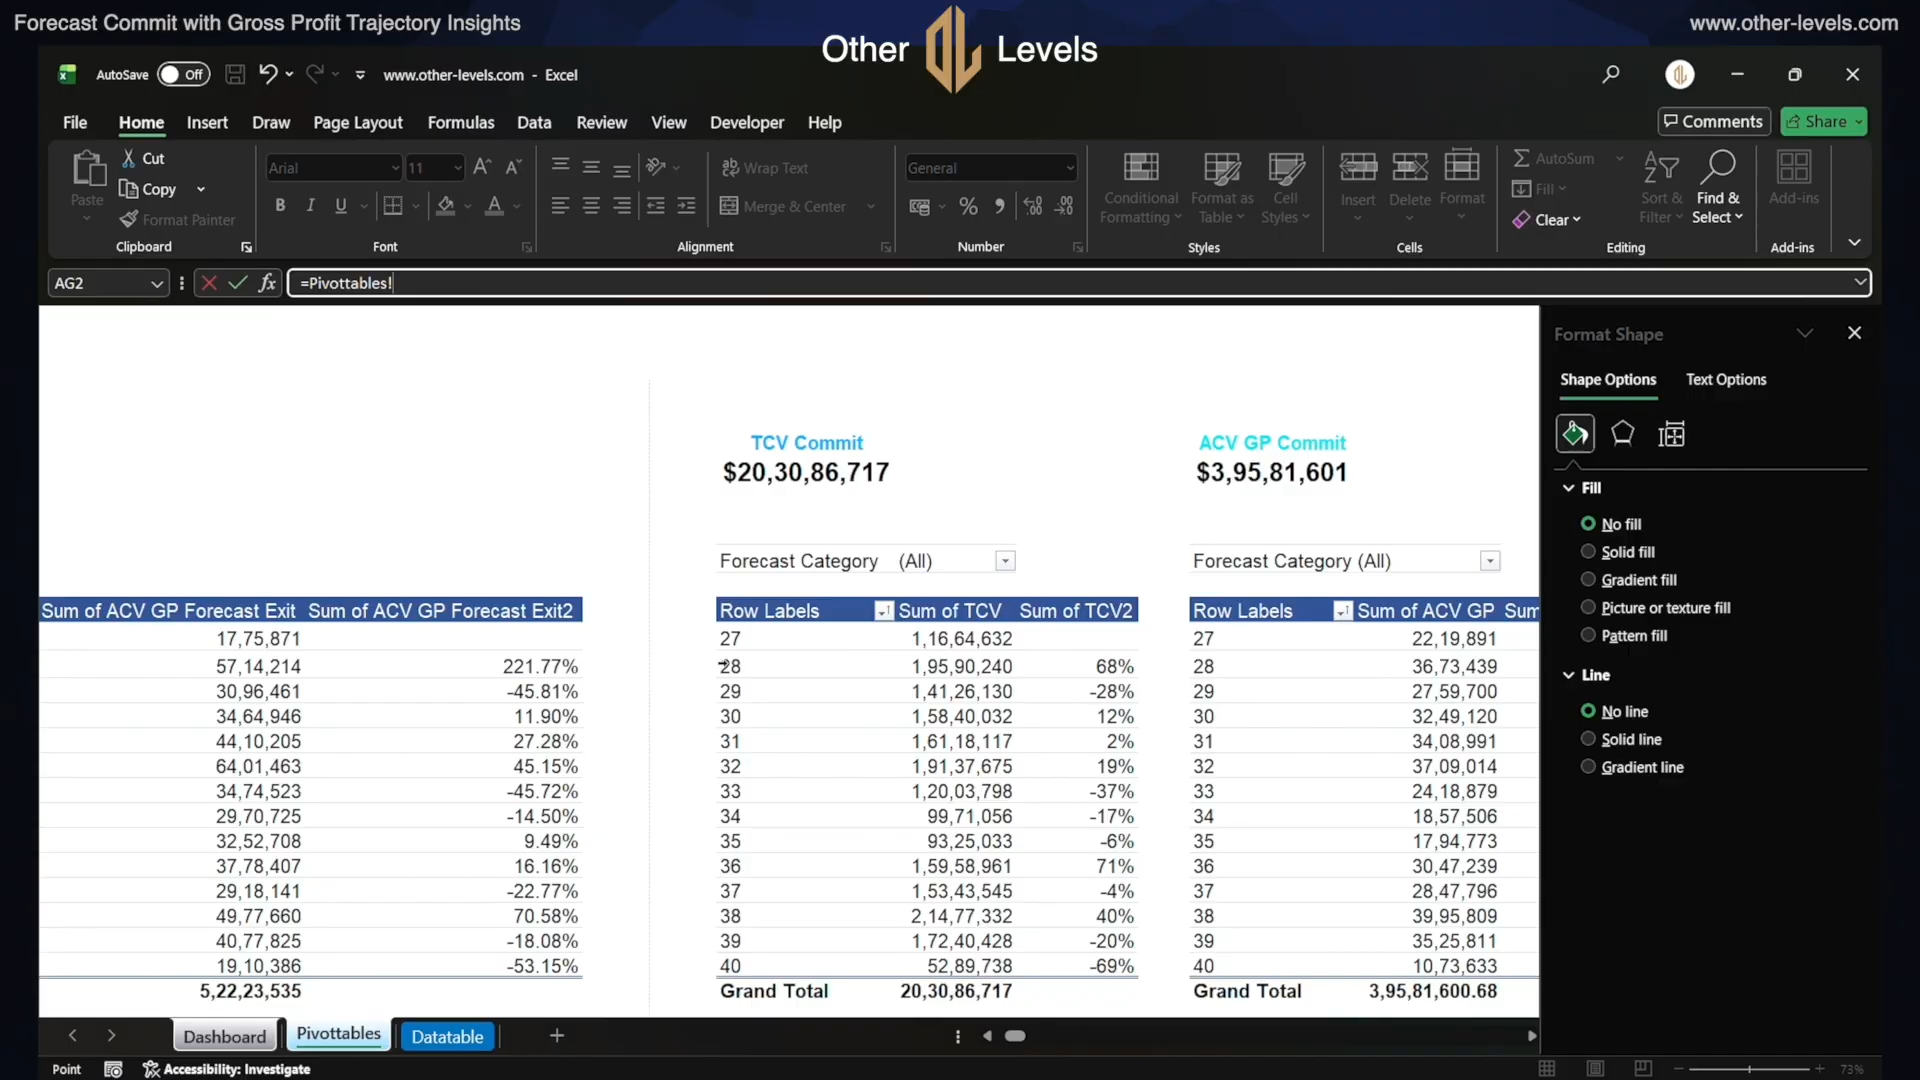 Forecast Commit with Gross Profit Trajectory Insights
Other Levels
www.other-levels.com
AutoSave Off
www.other-levels.com - Excel
File Home Insert Draw Page Layout Formulas Data Review View Developer Help
Comments Share
Paste
Cut
Copy
Format Painter
Clipboard
Arial 11
B I U
Font
Wrap Text
Merge & Center
Alignment
General
Number
Conditional Formatting
Format as Table
Cell Styles
Styles
Insert Delete Format
Cells
AutoSum
Fill
Clear
Sort & Filter
Find & Select
Editing
Add-ins
Add-ins
AG2 fx =Pivottables!
TCV Commit
$20,30,86,717
ACV GP Commit
$3,95,81,601
Forecast Category (All)
Forecast Category (All)
Sum of ACV GP Forecast Exit Sum of ACV GP Forecast Exit2 Row Labels Sum of TCV Sum of TCV2 Row Labels Sum of ACV GP Sum
17,75,871 27 1,16,64,632 27 22,19,891
57,14,214 221.77% 28 1,95,90,240 68% 28 36,73,439
30,96,461 -45.81% 29 1,41,26,130 -28% 29 27,59,700
34,64,946 11.90% 30 1,58,40,032 12% 30 32,49,120
44,10,205 27.28% 31 1,61,18,117 2% 31 34,08,991
64,01,463 45.15% 32 1,91,37,675 19% 32 37,09,014
34,74,523 -45.72% 33 1,20,03,798 -37% 33 24,18,879
29,70,725 -14.50% 34 99,71,056 -17% 34 18,57,506
32,52,708 9.49% 35 93,25,033 -6% 35 17,94,773
37,78,407 16.16% 36 1,59,58,961 71% 36 30,47,239
29,18,141 -22.77% 37 1,53,43,545 -4% 37 28,47,796
49,77,660 70.58% 38 2,14,77,332 40% 38 39,95,809
40,77,825 -18.08% 39 1,72,40,428 -20% 39 35,25,811
19,10,386 -53.15% 40 52,89,738 -69% 40 10,73,633
5,22,23,535 Grand Total 20,30,86,717 Grand Total 3,95,81,600.68
Format Shape
Shape Options Text Options
Fill
No fill
Solid fill
Gradient fill
Picture or texture fill
Pattern fill
Line
No line
Solid line
Gradient line
Dashboard Pivottables Datatable
Point Accessibility: Investigate 73%